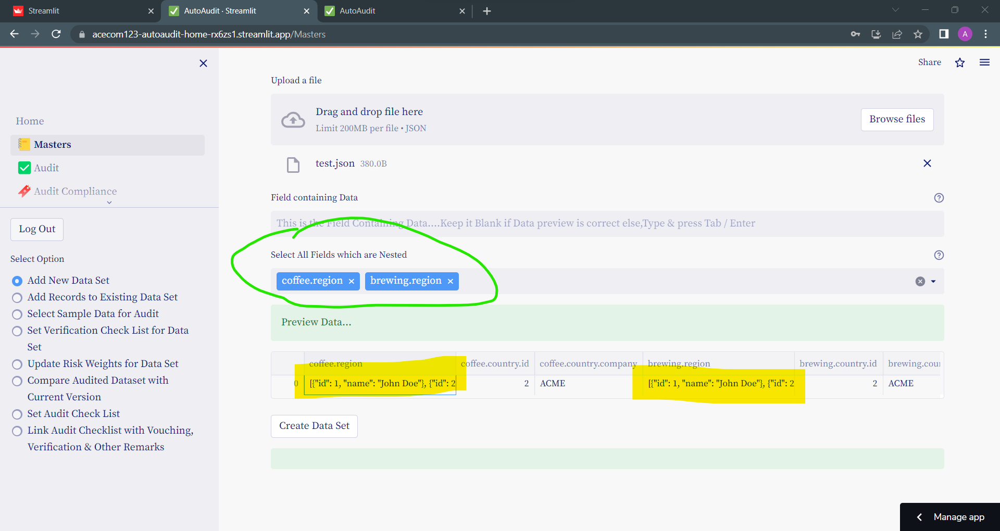 Streamlit
AutoAudit · Streamlit
AutoAudit
acecom123-autoaudit-home-rx6zs1.streamlit.app/Masters
A
Share
Home
Masters
Audit
Audit Compliance
Log Out
Select Option
Add New Data Set
Add Records to Existing Data Set
Select Sample Data for Audit
Set Verification Check List for Data
Set
Update Risk Weights for Data Set
Compare Audited Dataset with
Current Version
Set Audit Check List
Link Audit Checklist with Vouching,
Verification & Other Remarks
Upload a file
Drag and drop file here
Limit 200MB per file • JSON
Browse files
test.json 380.0B
Field containing Data
This is the Field Containing Data....Keep it Blank if Data preview is correct else,Type & press Tab / Enter
Select All Fields which are Nested
coffee.region brewing.region
Preview Data...
coffee.region coffee.country.id coffee.country.company brewing.region brewing.country.id brewing.cou
0 [{"id": 1, "name": "John Doe"}, {"id": 2 2 ACME [{"id": 1, "name": "John Doe"}, {"id": 2 2 ACME
Create Data Set
Manage app